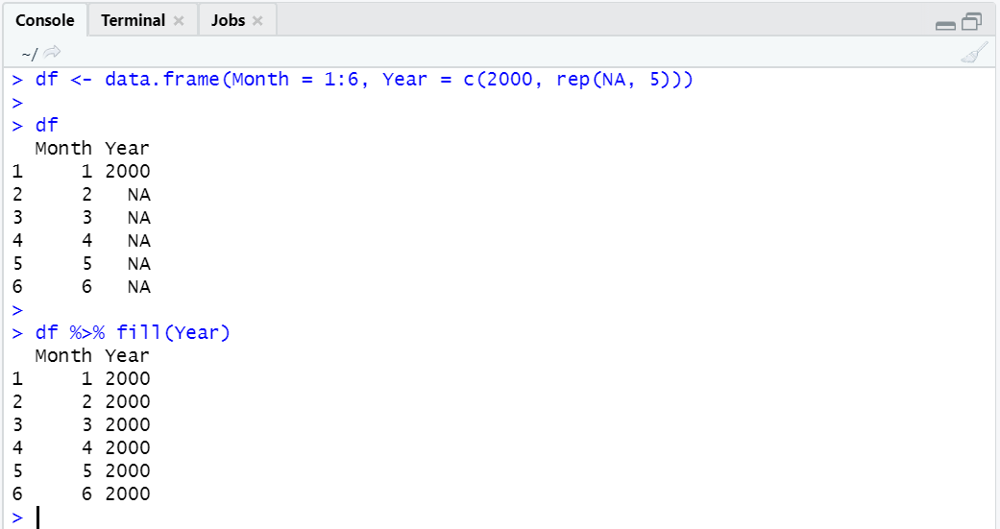 Console Terminal Jobs
~/
> df <- data.frame(Month = 1:6, Year = c(2000, rep(NA, 5)))
>
> df
  Month Year
1     1 2000
2     2   NA
3     3   NA
4     4   NA
5     5   NA
6     6   NA
>
> df %>% fill(Year)
  Month Year
1     1 2000
2     2 2000
3     3 2000
4     4 2000
5     5 2000
6     6 2000
>